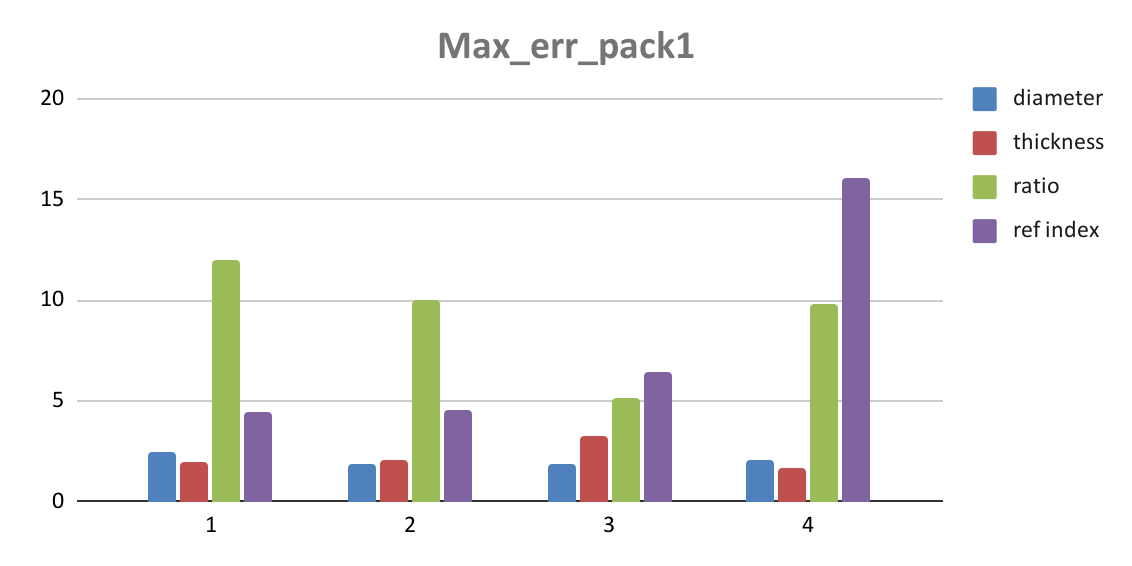 Max_err_pack1
20
15
10
5
0
1 2 3 4
diameter
thickness
ratio
ref index